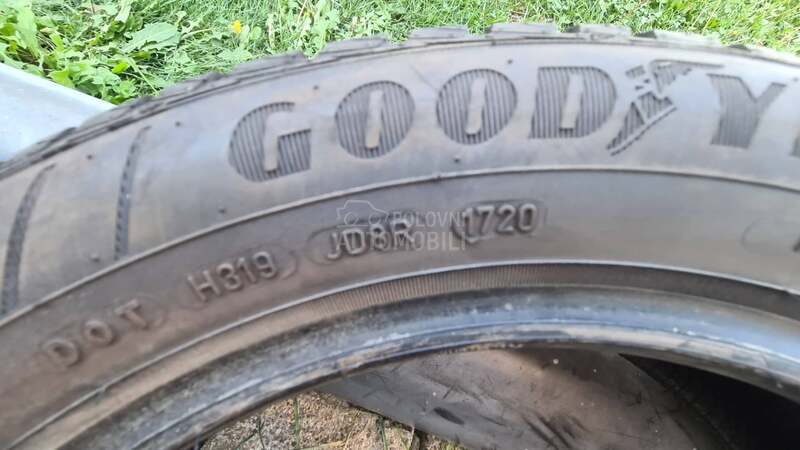 GOODY
DOT H319 JD8R 1720
POLOVNI
AUTOMOBILI